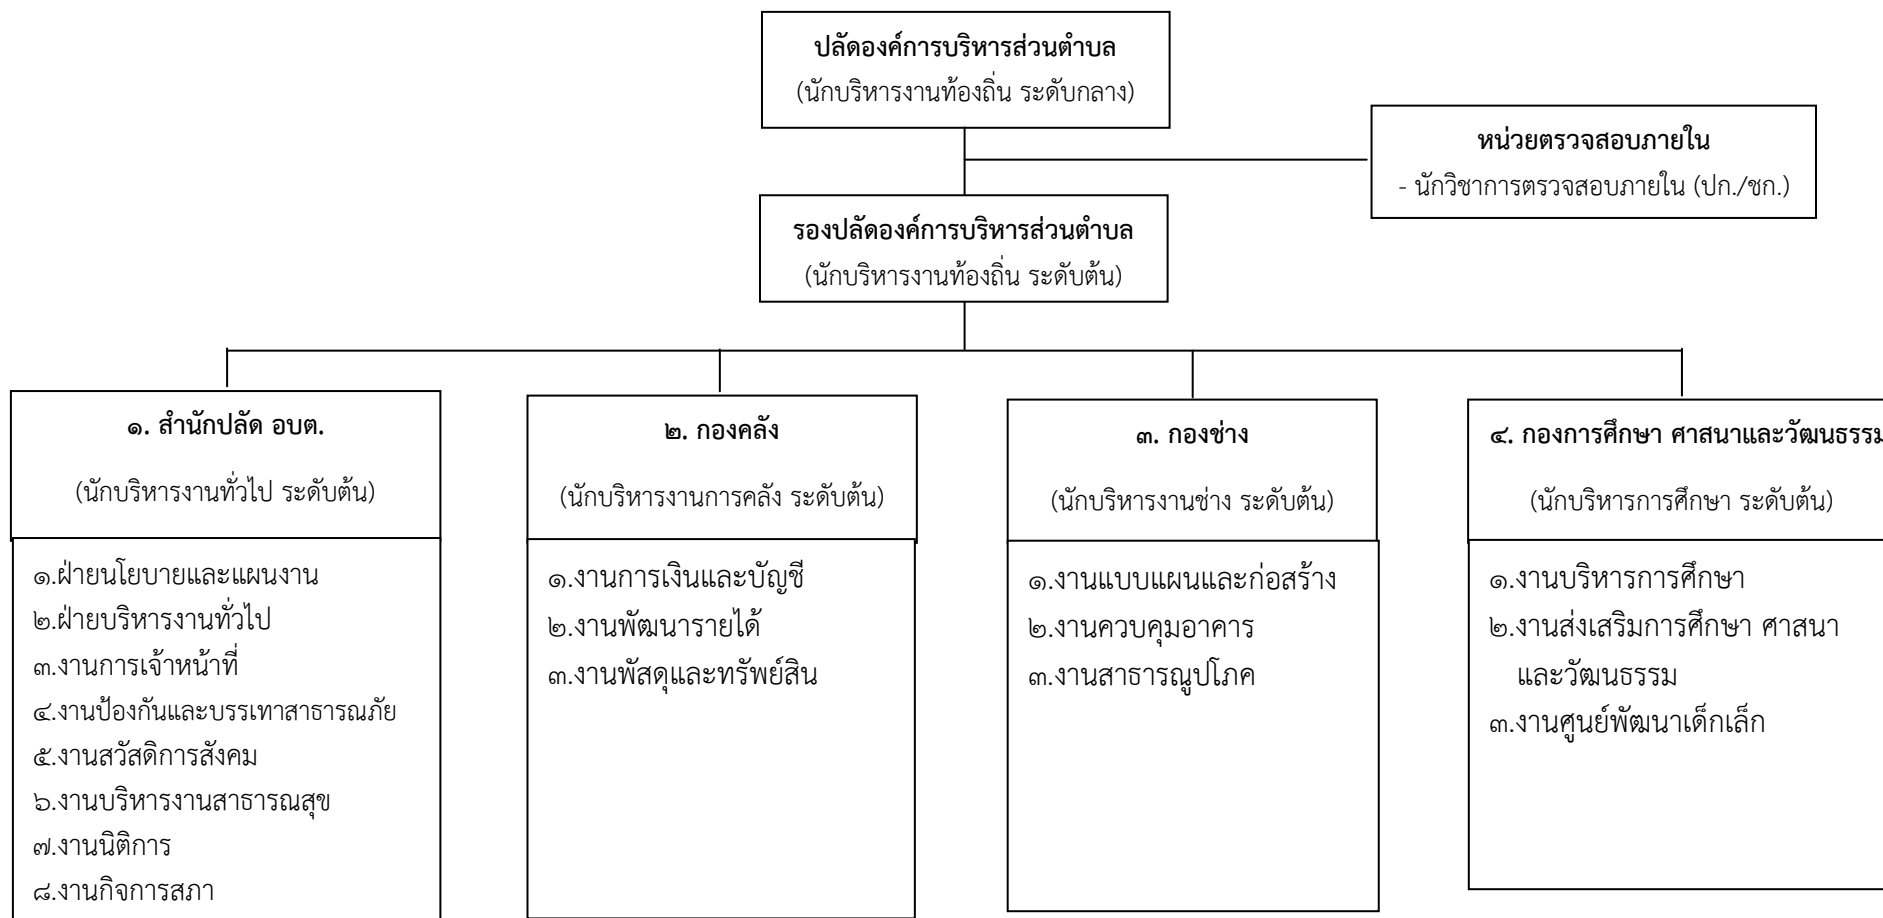 ปลัดองค์การบริหารส่วนตำบล
(นักบริหารงานท้องถิ่น ระดับกลาง)
หน่วยตรวจสอบภายใน
- นักวิชาการตรวจสอบภายใน (ปก./ชก.)
รองปลัดองค์การบริหารส่วนตำบล
(นักบริหารงานท้องถิ่น ระดับต้น)
๑. สำนักปลัด อบต.
(นักบริหารงานทั่วไป ระดับต้น)
๑.ฝ่ายนโยบายและแผนงาน
๒.ฝ่ายบริหารงานทั่วไป
๓.งานการเจ้าหน้าที่
๔.งานป้องกันและบรรเทาสาธารณภัย
๕.งานสวัสดิการสังคม
๖.งานบริหารงานสาธารณสุข
๗.งานนิติการ
๘.งานกิจการสภา
๒. กองคลัง
(นักบริหารงานการคลัง ระดับต้น)
๑.งานการเงินและบัญชี
๒.งานพัฒนารายได้
๓.งานพัสดุและทรัพย์สิน
๓. กองช่าง
(นักบริหารงานช่าง ระดับต้น)
๑.งานแบบแผนและก่อสร้าง
๒.งานควบคุมอาคาร
๓.งานสาธารณูปโภค
๔. กองการศึกษา ศาสนาและวัฒนธรรม
(นักบริหารการศึกษา ระดับต้น)
๑.งานบริหารการศึกษา
๒.งานส่งเสริมการศึกษา ศาสนา
และวัฒนธรรม
๓.งานศูนย์พัฒนาเด็กเล็ก